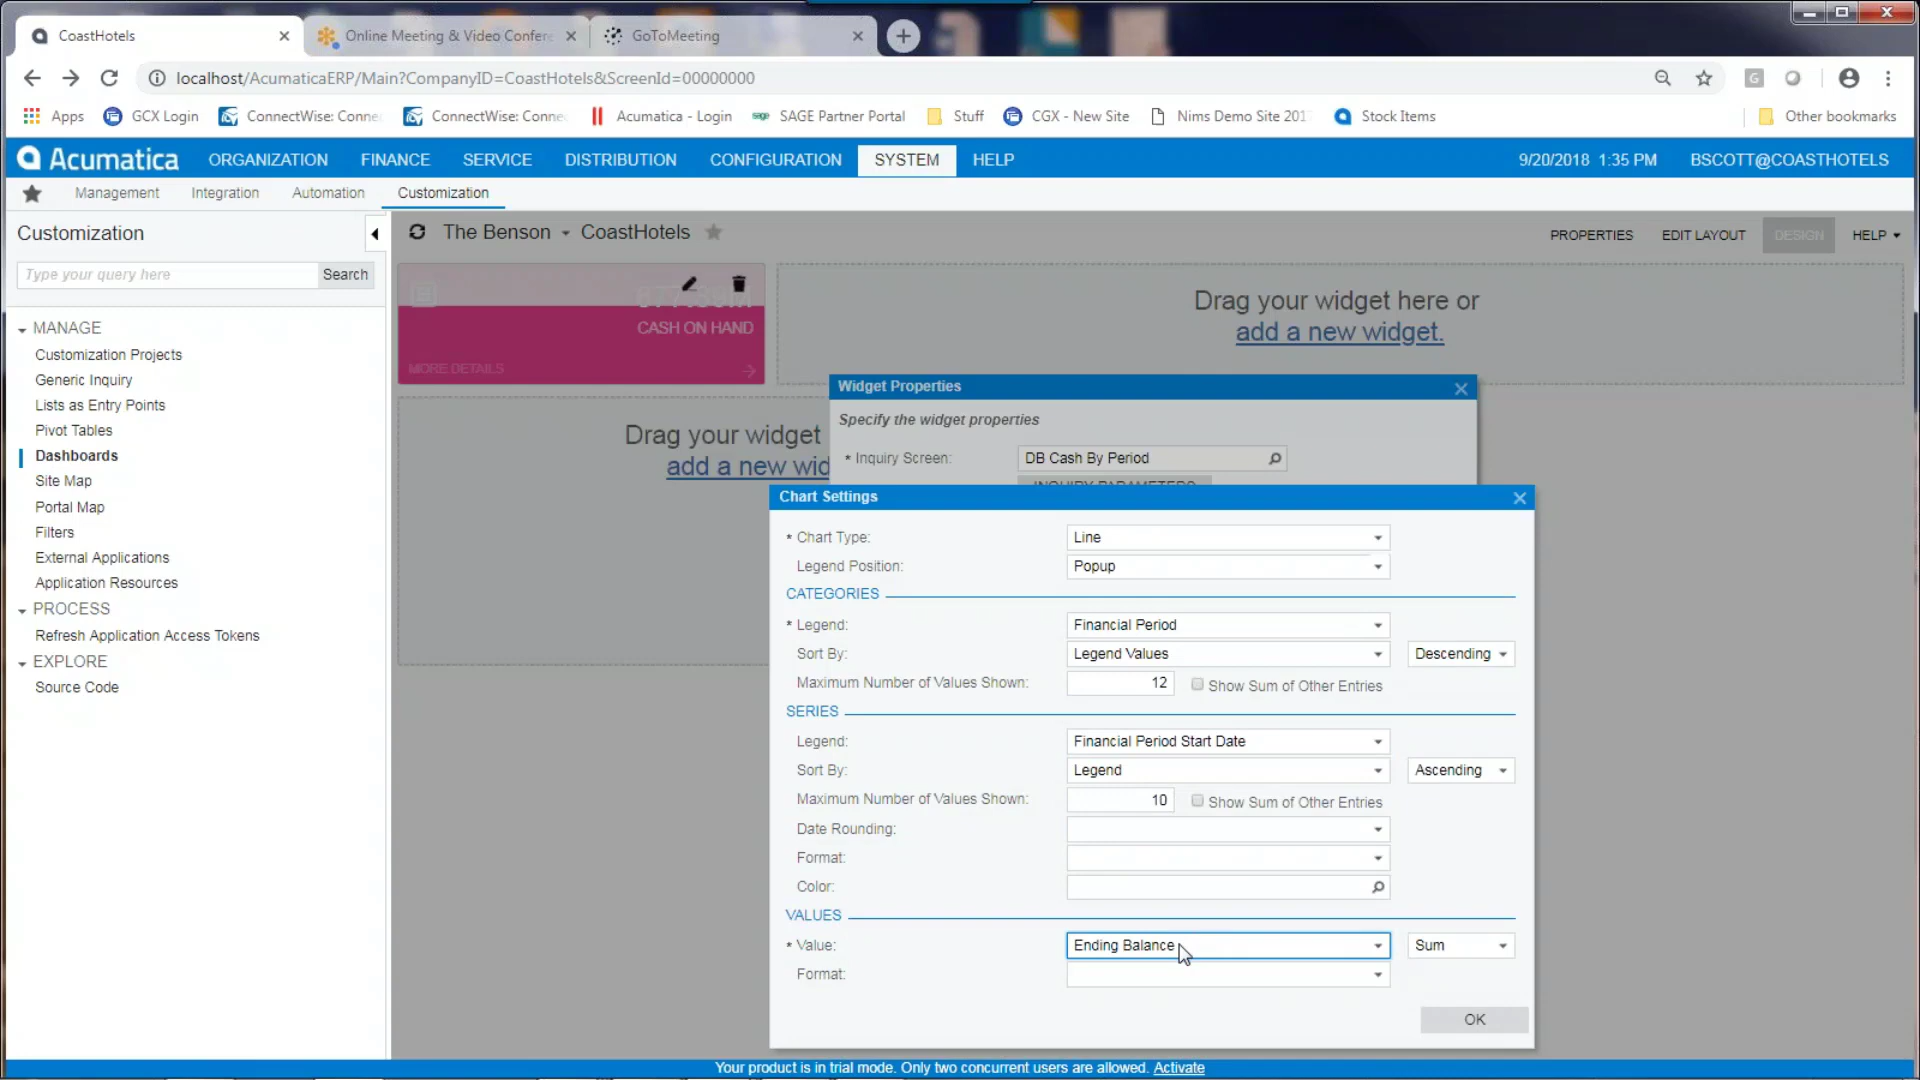 CoastHotels
Online Meeting & Video Confere
GoToMeeting
localhost/AcumaticaERP/Main?CompanyID=CoastHotels&ScreenId=00000000
Apps GCX Login ConnectWise: Conne ConnectWise: Conne Acumatica - Login SAGE Partner Portal Stuff CGX - New Site Nims Demo Site 201 Stock Items Other bookmarks
Acumatica ORGANIZATION FINANCE SERVICE DISTRIBUTION CONFIGURATION SYSTEM HELP 9/20/2018 1:35 PM BSCOTT@COASTHOTELS
Management Integration Automation Customization
Customization
Type your query here Search
MANAGE
Customization Projects
Generic Inquiry
Lists as Entry Points
Pivot Tables
Dashboards
Site Map
Portal Map
Filters
External Applications
Application Resources
PROCESS
Refresh Application Access Tokens
EXPLORE
Source Code
The Benson CoastHotels
PROPERTIES EDIT LAYOUT DESIGN HELP
CASH ON HAND
MORE DETAILS
Drag your widget here or
add a new widget.
Drag your widget
add a new wid
Widget Properties
Specify the widget properties
* Inquiry Screen: DB Cash By Period
INQUIRY PARAMETERS
Chart Settings
* Chart Type: Line
Legend Position: Popup
CATEGORIES
* Legend: Financial Period
Sort By: Legend Values Descending
Maximum Number of Values Shown: 12 Show Sum of Other Entries
SERIES
Legend: Financial Period Start Date
Sort By: Legend Ascending
Maximum Number of Values Shown: 10 Show Sum of Other Entries
Date Rounding:
Format:
Color:
VALUES
* Value: Ending Balance Sum
Format:
OK
Your product is in trial mode. Only two concurrent users are allowed. Activate